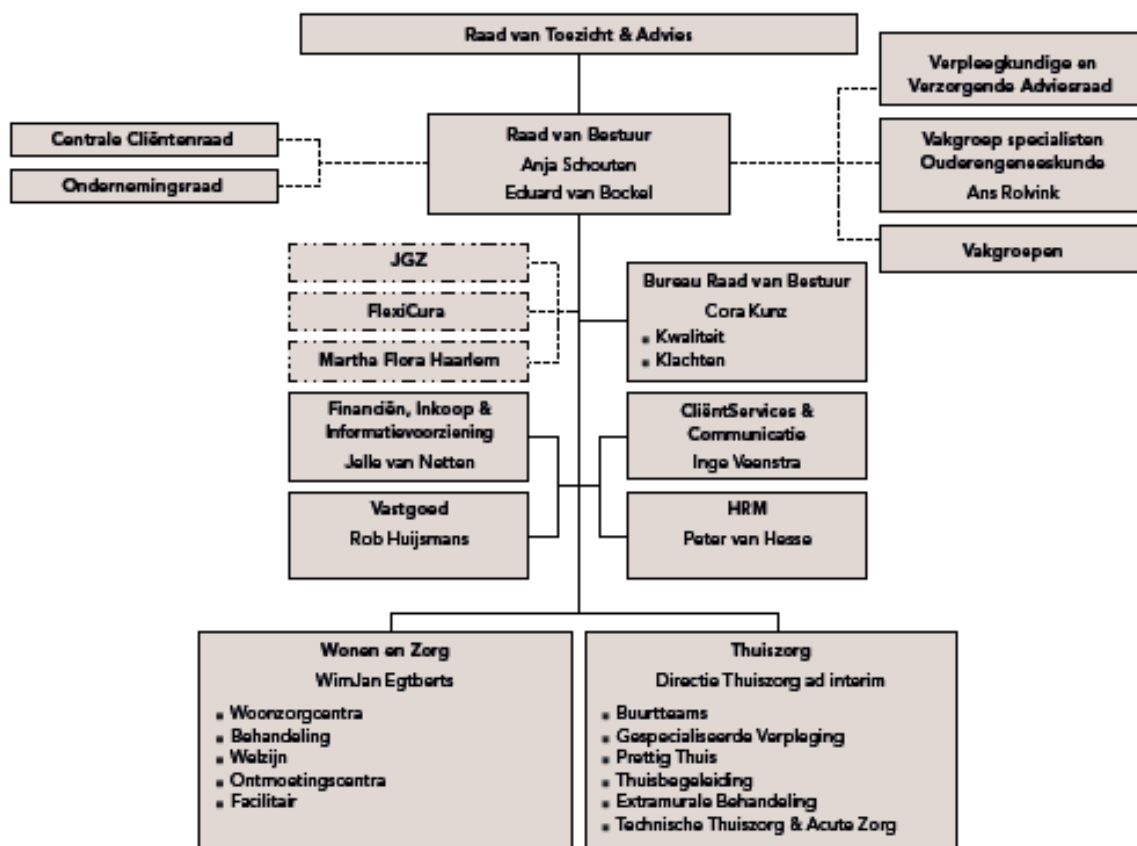 Raad van Toezicht & Advies
Verpleegkundige en
Verzorgende Adviesraad
Centrale Cliëntenraad
Ondernemingsraad
Raad van Bestuur
Anja Schouten
Eduard van Bockel
Vakgroep specialisten
Ouderengeneeskunde
Ans Rolvink
Vakgroepen
JGZ
FlexiCura
Martha Flora Haarlem
Bureau Raad van Bestuur
Cora Kunz
▪ Kwaliteit
▪ Klachten
Financiën, Inkoop &
Informatievoorziening
Jelle van Netten
CliëntServices &
Communicatie
Inge Veenstra
Vastgoed
Rob Huijsmans
HRM
Peter van Hesse
Wonen en Zorg
WimJan Egtberts
▪ Woonzorgcentra
▪ Behandeling
▪ Welzijn
▪ Ontmoetingscentra
▪ Facilitair
Thuiszorg
Directie Thuiszorg ad interim
▪ Buurtteams
▪ Gespecialiseerde Verpleging
▪ Prettig Thuis
▪ Thuisbegeleiding
▪ Extramurale Behandeling
▪ Technische Thuiszorg & Acute Zorg